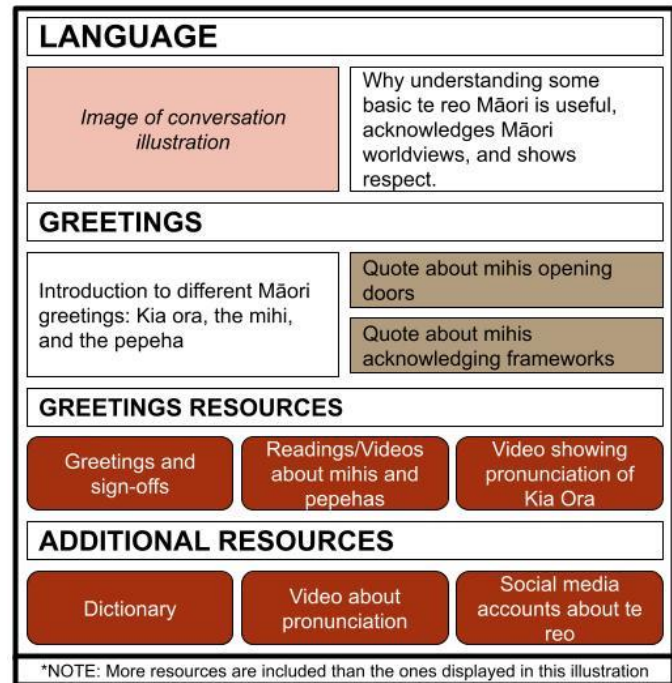 LANGUAGE
Image of conversation
illustration
Why understanding some
basic te reo Māori is useful,
acknowledges Māori
worldviews, and shows
respect.
GREETINGS
Introduction to different Māori
greetings: Kia ora, the mihi,
and the pepeha
Quote about mihis opening
doors
Quote about mihis
acknowledging frameworks
GREETINGS RESOURCES
Greetings and
sign-offs
Readings/Videos
about mihis and
pepehas
Video showing
pronunciation of
Kia Ora
ADDITIONAL RESOURCES
Dictionary
Video about
pronunciation
Social media
accounts about te
reo
*NOTE: More resources are included than the ones displayed in this illustration